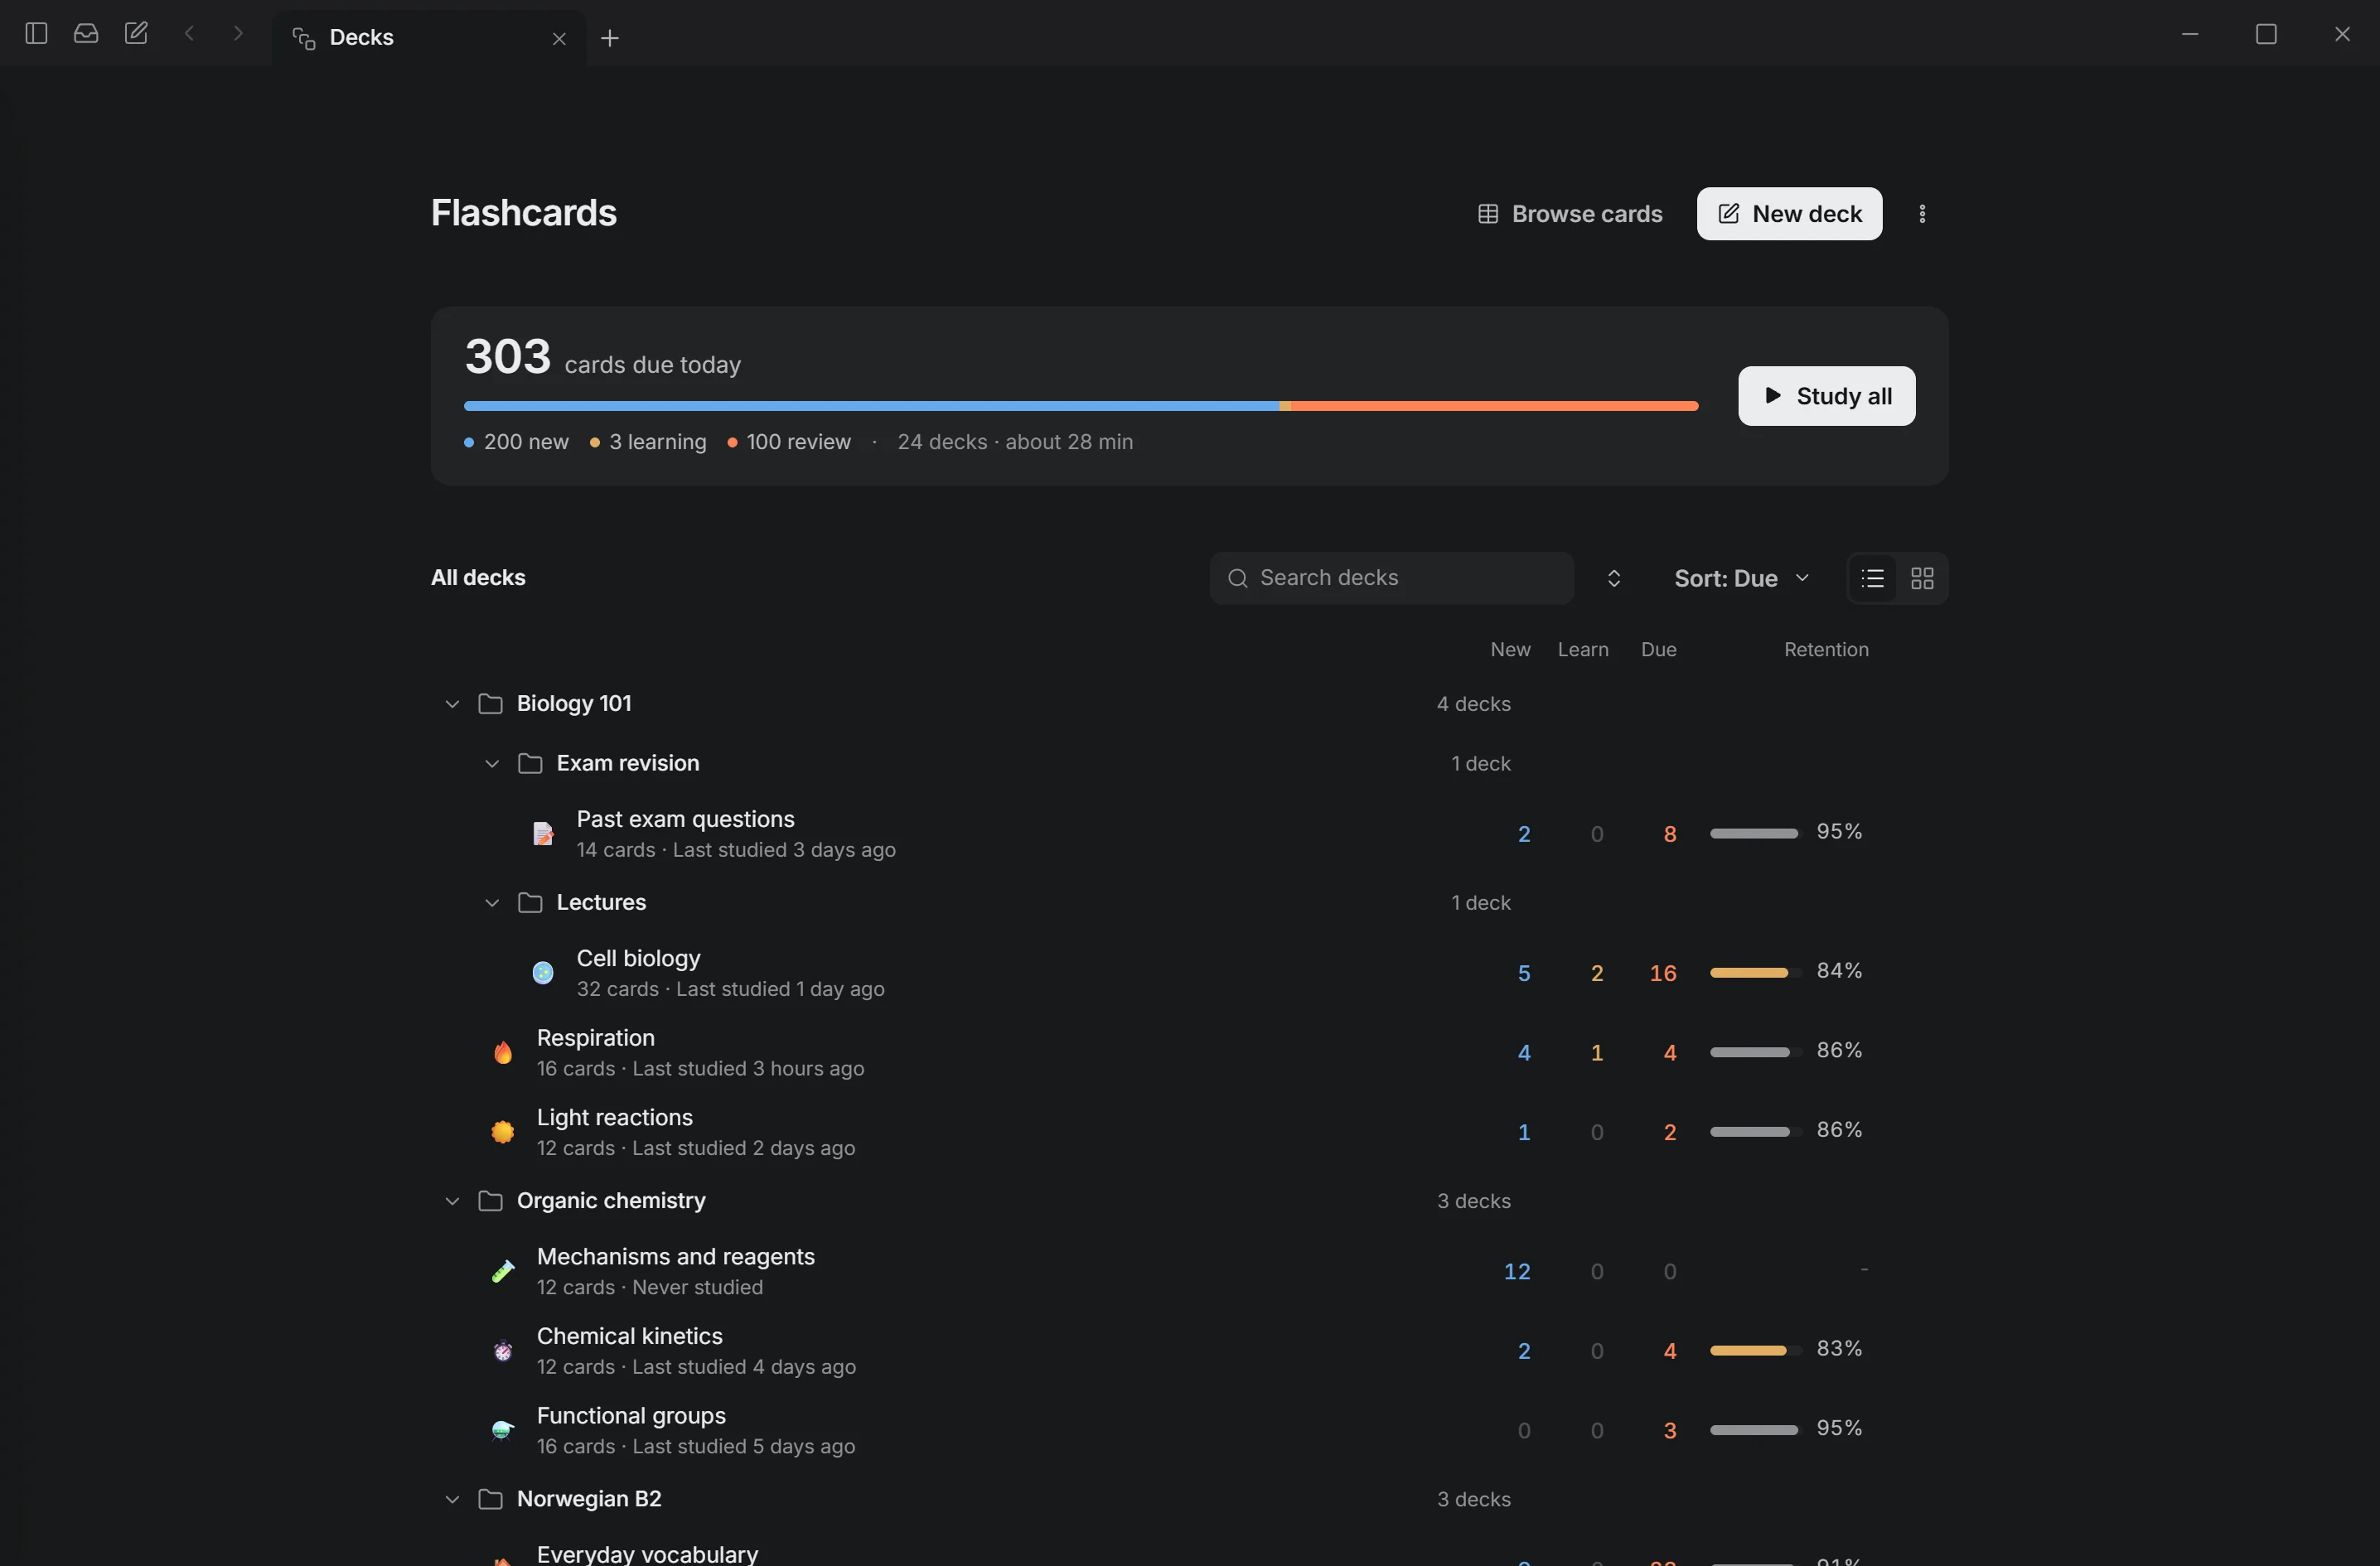 Decks
Flashcards
Browse cards
New deck
303 cards due today
Study all
200 new 3 learning 100 review · 24 decks · about 28 min
All decks
Search decks
Sort: Due
New Learn Due Retention
Biology 101 4 decks
Exam revision 1 deck
Past exam questions
14 cards · Last studied 3 days ago
2 0 8 95%
Lectures 1 deck
Cell biology
32 cards · Last studied 1 day ago
5 2 16 84%
Respiration
16 cards · Last studied 3 hours ago
4 1 4 86%
Light reactions
12 cards · Last studied 2 days ago
1 0 2 86%
Organic chemistry 3 decks
Mechanisms and reagents
12 cards · Never studied
12 0 0 -
Chemical kinetics
12 cards · Last studied 4 days ago
2 0 4 83%
Functional groups
16 cards · Last studied 5 days ago
0 0 3 95%
Norwegian B2 3 decks
Everyday vocabulary